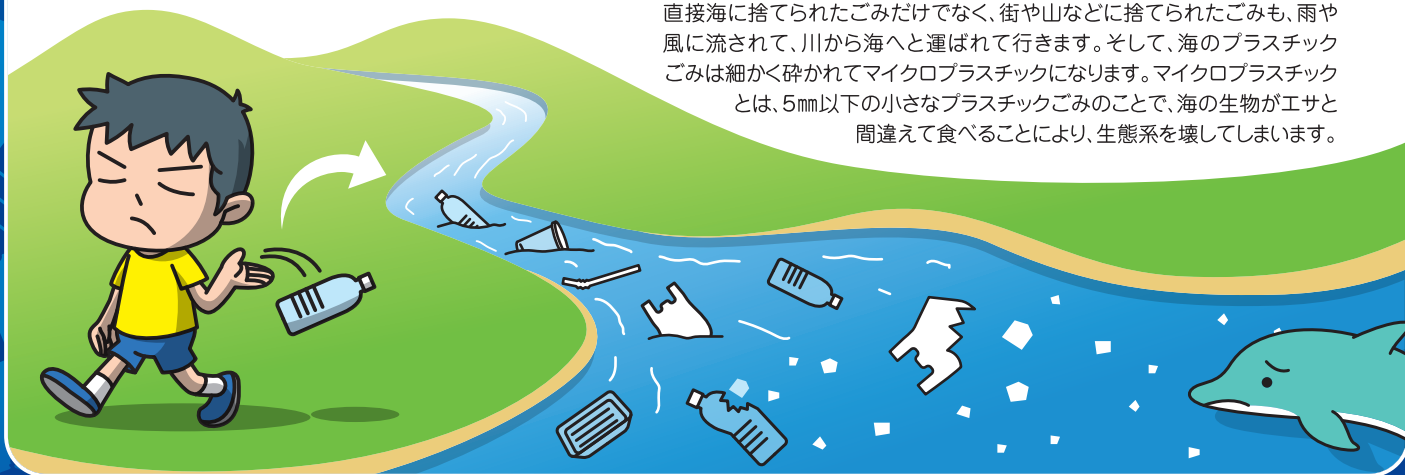 直接海に捨てられたごみだけでなく、街や山などに捨てられたごみも、雨や
風に流されて、川から海へと運ばれて行きます。そして、海のプラスチック
ごみは細かく砕かれてマイクロプラスチックになります。マイクロプラスチック
とは、5㎜以下の小さなプラスチックごみのことで、海の生物がエサと
間違えて食べることにより、生態系を壊してしまいます。